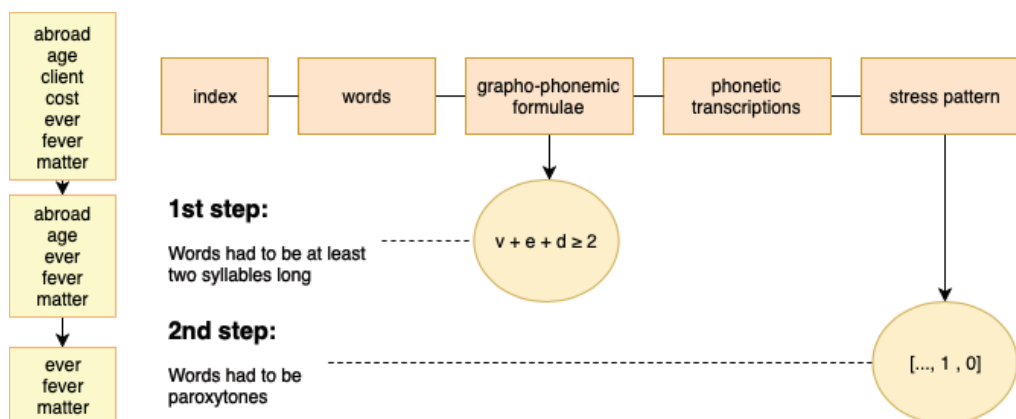 abroad
age
client
cost
ever
fever
matter
abroad
age
ever
fever
matter
ever
fever
matter
index
words
grapho-phonemic
formulae
phonetic
transcriptions
stress pattern
1st step:
Words had to be at least
two syllables long
v + e + d ≥ 2
2nd step:
Words had to be
paroxytones
[..., 1 , 0]